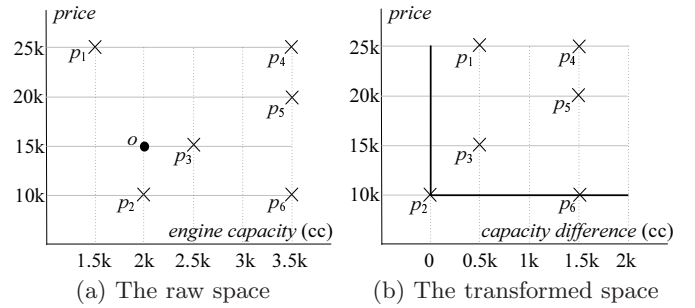 price
25k
20k
15k
10k
p1
p4
p5
o
p3
p2
p6
engine capacity (cc)
1.5k 2k 2.5k 3.5k
(a) The raw space
price
25k
20k
15k
10k
p1
p4
p5
p3
p2
p6
capacity difference (cc)
0 0.5k 1k 1.5k 2k
(b) The transformed space